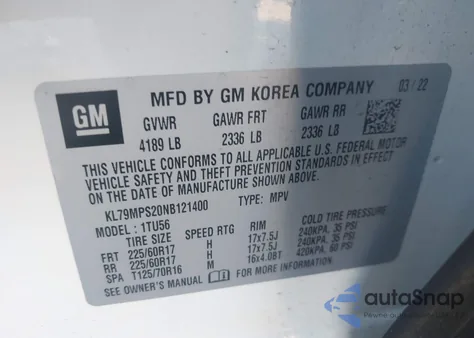 GM
MFD BY GM KOREA COMPANY 03/22
GVWR GAWR FRT GAWR RR
4189 LB 2336 LB 2336 LB
THIS VEHICLE CONFORMS TO ALL APPLICABLE U.S. FEDERAL MOTOR
VEHICLE SAFETY AND THEFT PREVENTION STANDARDS IN EFFECT ON
THE DATE OF MANUFACTURE SHOWN ABOVE.
KL79MPS20NB121400 TYPE: MPV
MODEL: 1TU56
TIRE SIZE SPEED RTG RIM COLD TIRE PRESSURE
FRT 225/60R17 H 17x7.5J 240KPA, 35 PSI
RR 225/60R17 H 17x7.5J 240KPA, 35 PSI
SPA T125/70R16 M 16x4.0BT 420KPA, 60 PSI
SEE OWNER'S MANUAL FOR MORE INFORMATION.
autoSnap